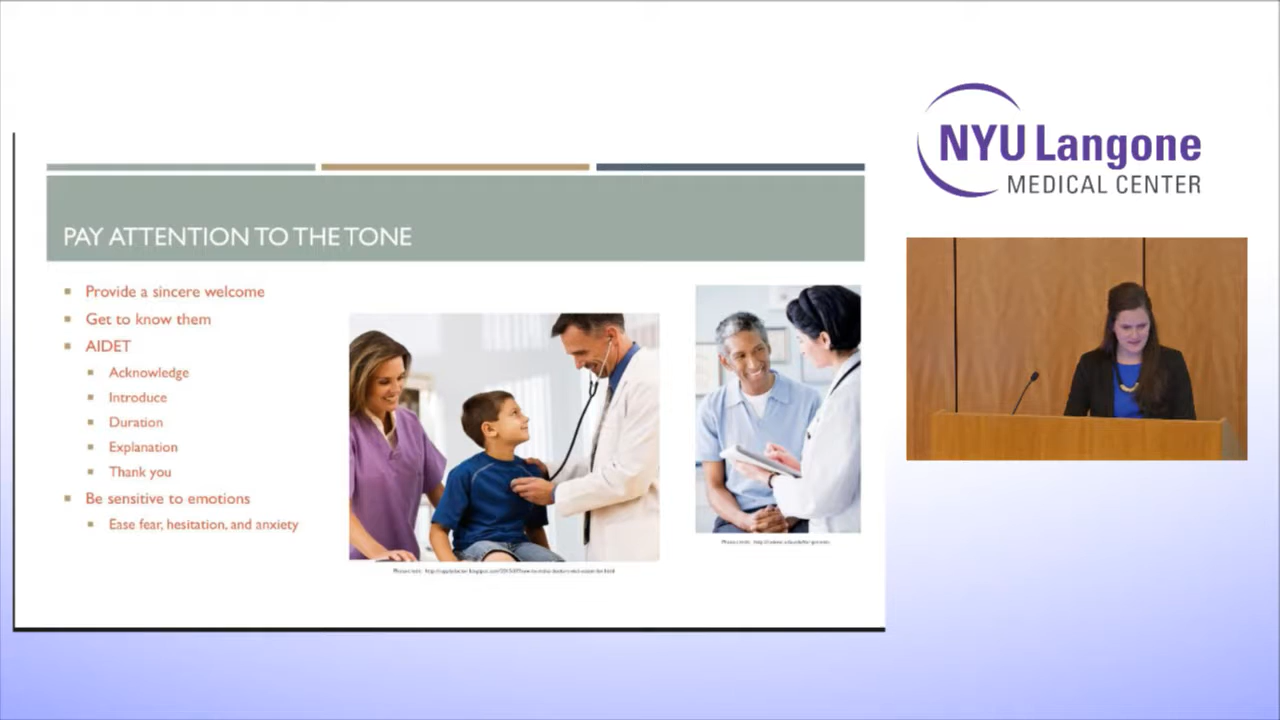 PAY ATTENTION TO THE TONE
Provide a sincere welcome
Get to know them
AIDET
Acknowledge
Introduce
Duration
Explanation
Thank you
Be sensitive to emotions
Ease fear, hesitation, and anxiety
NYU Langone
MEDICAL CENTER